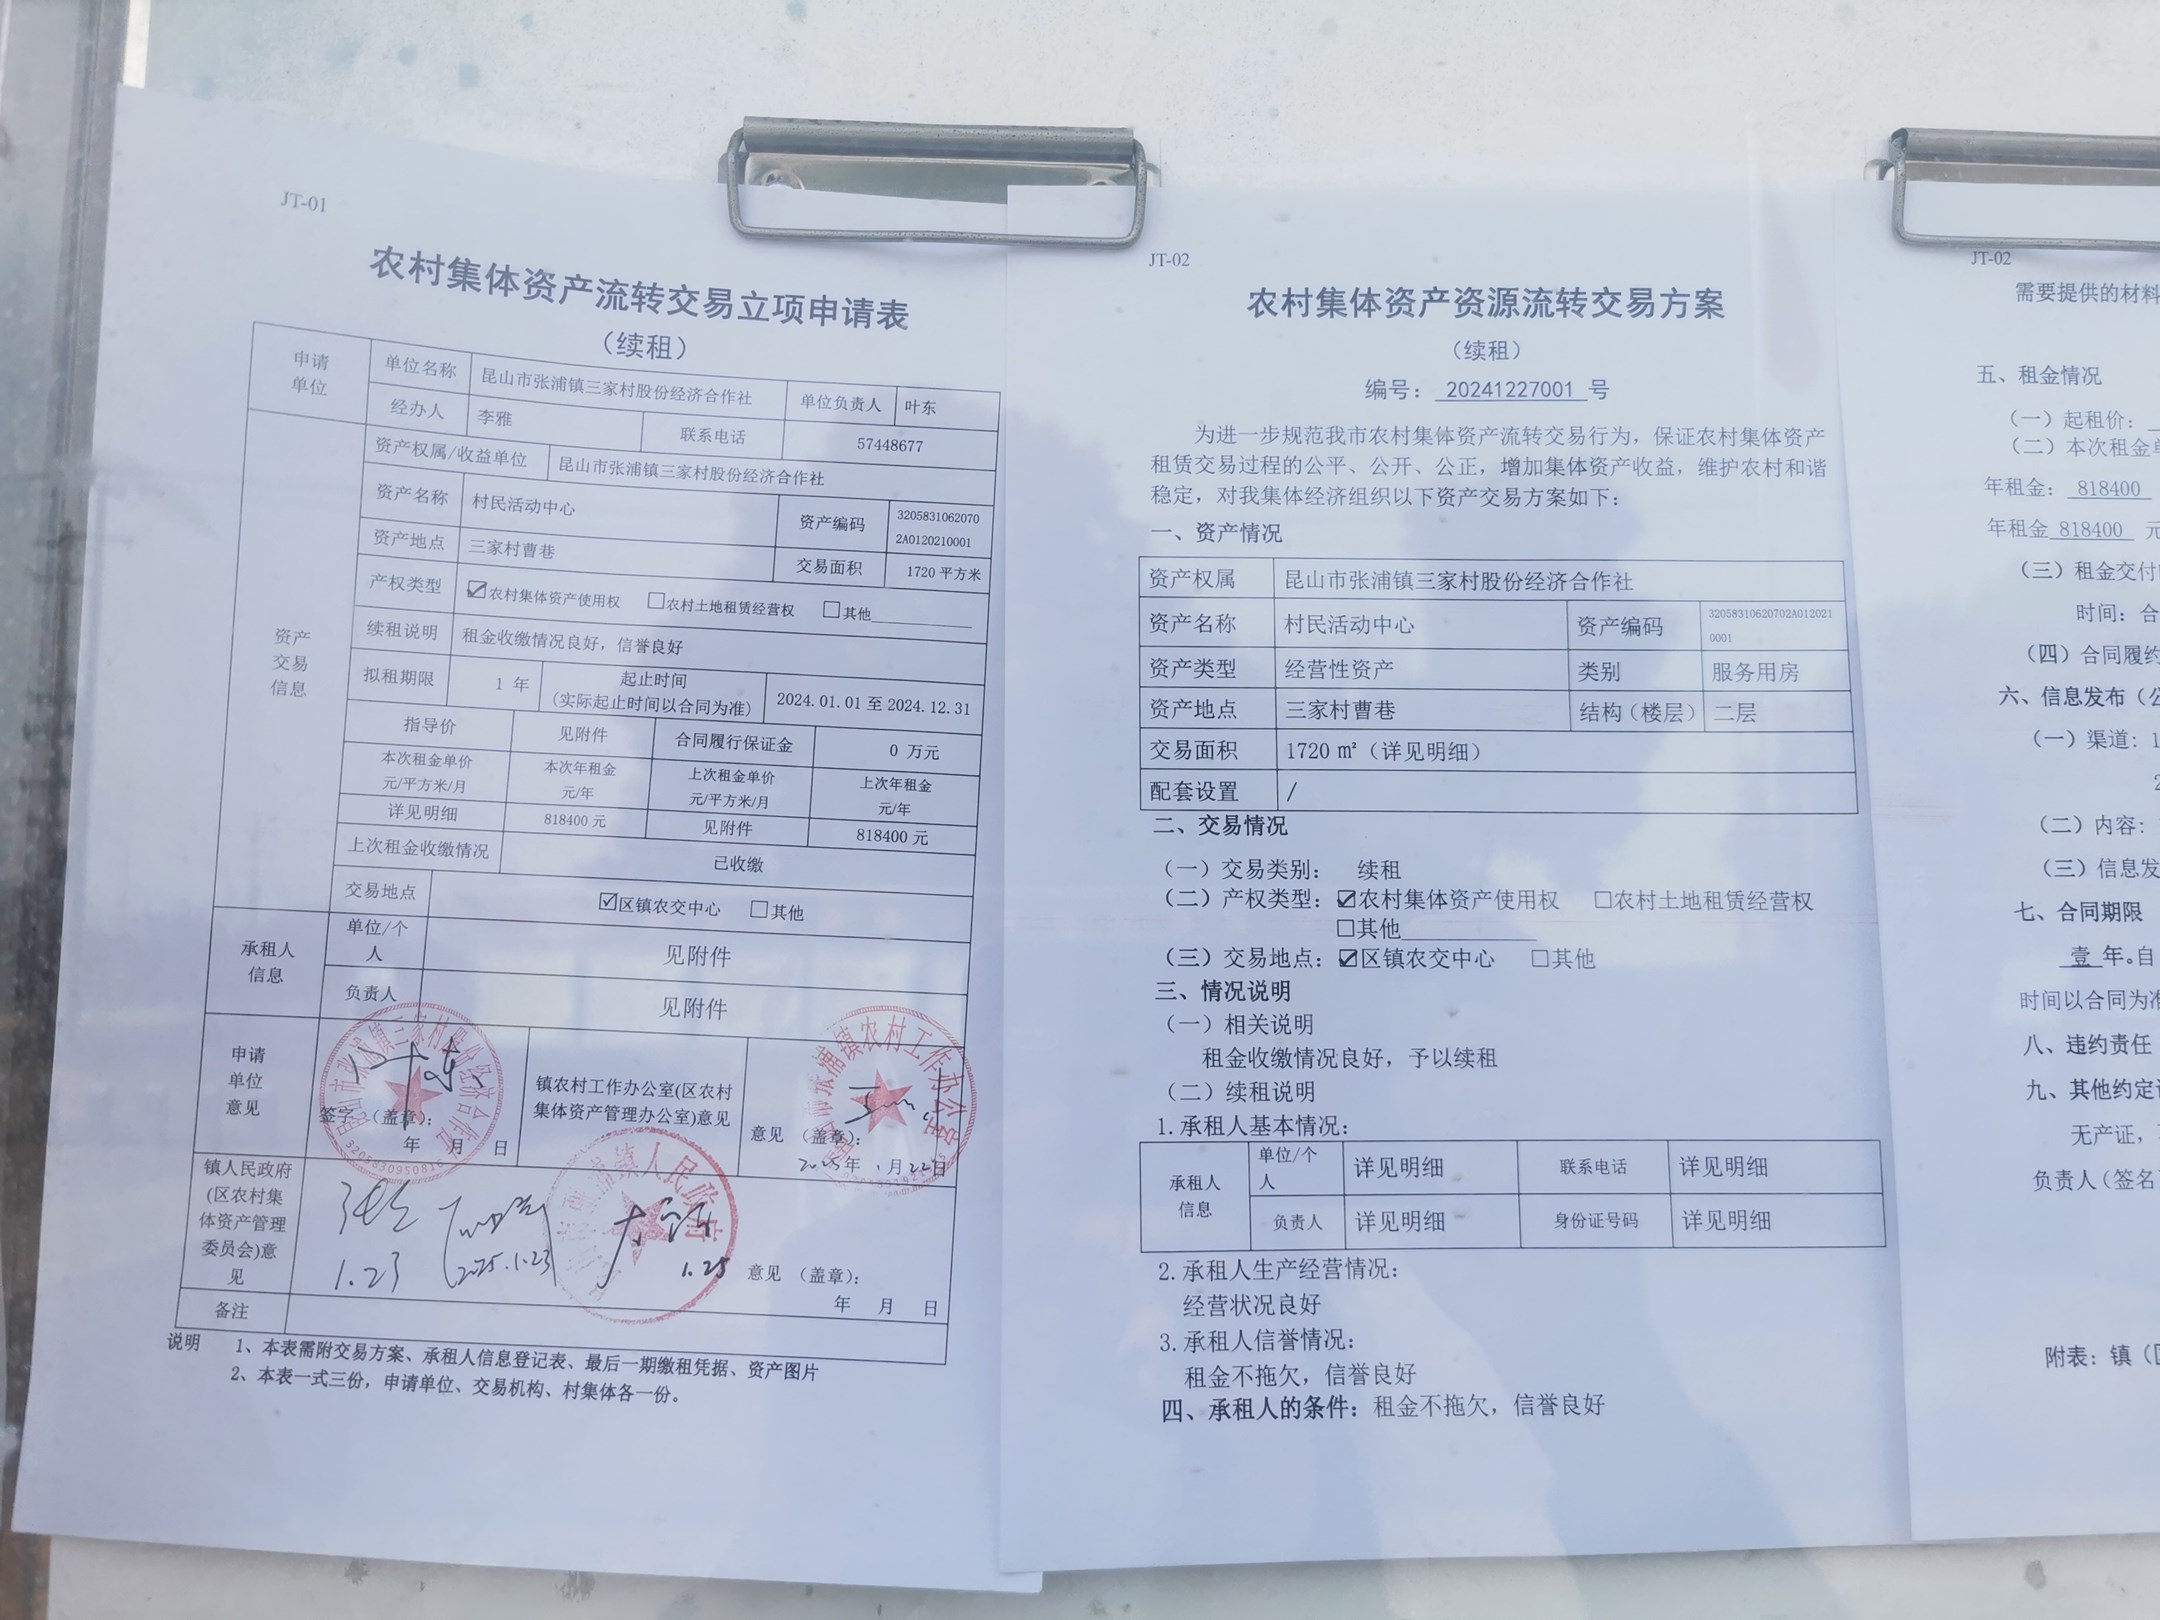 JT-01
农村集体资产流转交易立项申请表
（续租）
申请
单位
单位名称
昆山市张浦镇三家村股份经济合作社
单位负责人
叶东
经办人
李雅
联系电话
57448677
资产
交易
信息
资产权属/收益单位
昆山市张浦镇三家村股份经济合作社
资产名称
村民活动中心
资产编码
3205831062070
2A0120210001
资产地点
三家村曹巷
交易面积
1720 平方米
产权类型
☑农村集体资产使用权 □农村土地租赁经营权 □其他
续租说明
租金收缴情况良好，信誉良好
拟租期限
1 年
起止时间
（实际起止时间以合同为准）
2024.01.01 至 2024.12.31
指导价
见附件
合同履行保证金
0 万元
本次租金单价
元/平方米/月
本次年租金
元/年
上次租金单价
元/平方米/月
上次年租金
元/年
详见明细
818400 元
见附件
818400 元
上次租金收缴情况
已收缴
交易地点
☑区镇农交中心 □其他
承租人
信息
单位/个
人
见附件
负责人
见附件
申请
单位
意见
叶东
签字（盖章）：
年 月 日
镇农村工作办公室(区农村
集体资产管理办公室)意见
意见 （盖章）：
2025年1月22日
镇人民政府
(区农村集
体资产管理
委员会)意
见
1.23
2025.1.23
1.25
意见 （盖章）：
年 月 日
备注
说明 1、本表需附交易方案、承租人信息登记表、最后一期缴租凭据、资产图片
2、本表一式三份，申请单位、交易机构、村集体各一份。
JT-02
农村集体资产资源流转交易方案
（续租）
编号： 20241227001 号
为进一步规范我市农村集体资产流转交易行为，保证农村集体资产
租赁交易过程的公平、公开、公正，增加集体资产收益，维护农村和谐
稳定，对我集体经济组织以下资产交易方案如下：
一、资产情况
资产权属
昆山市张浦镇三家村股份经济合作社
资产名称
村民活动中心
资产编码
32058310620702A012021
0001
资产类型
经营性资产
类别
服务用房
资产地点
三家村曹巷
结构（楼层）
二层
交易面积
1720 ㎡（详见明细）
配套设置
/
二、交易情况
（一）交易类别： 续租
（二）产权类型：☑农村集体资产使用权 □农村土地租赁经营权
□其他
（三）交易地点：☑区镇农交中心 □其他
三、情况说明
（一）相关说明
租金收缴情况良好，予以续租
（二）续租说明
1.承租人基本情况：
承租人
信息
单位/个
人
详见明细
联系电话
详见明细
负责人
详见明细
身份证号码
详见明细
2.承租人生产经营情况：
经营状况良好
3.承租人信誉情况：
租金不拖欠，信誉良好
四、承租人的条件：租金不拖欠，信誉良好
JT-02
需要提供的材料
五、租金情况
（一）起租价：
（二）本次租金单
年租金： 818400
年租金 818400 元
（三）租金交付
时间：合
（四）合同履约
六、信息发布（公
（一）渠道：1
2
（二）内容：
（三）信息发
七、合同期限
壹 年。自
时间以合同为准
八、违约责任
九、其他约定
无产证，
负责人（签名
附表：镇（区